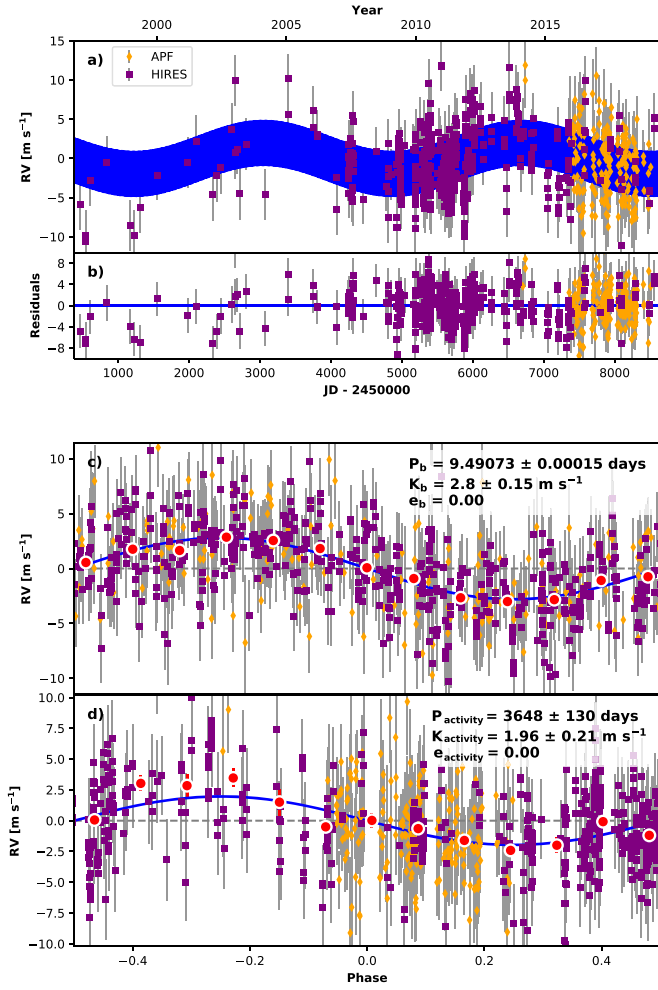 Year
2000 2005 2010 2015
15
10
5
0
−5
−10
RV [m s⁻¹]
a)
APF
HIRES
8
4
0
−4
−8
Residuals
b)
1000 2000 3000 4000 5000 6000 7000 8000
JD - 2450000
10
5
0
−5
−10
RV [m s⁻¹]
c)
P_b = 9.49073 ± 0.00015 days
K_b = 2.8 ± 0.15 m s⁻¹
e_b = 0.00
10.0
7.5
5.0
2.5
0.0
−2.5
−5.0
−7.5
−10.0
RV [m s⁻¹]
d)
P_activity = 3648 ± 130 days
K_activity = 1.96 ± 0.21 m s⁻¹
e_activity = 0.00
−0.4 −0.2 0.0 0.2 0.4
Phase